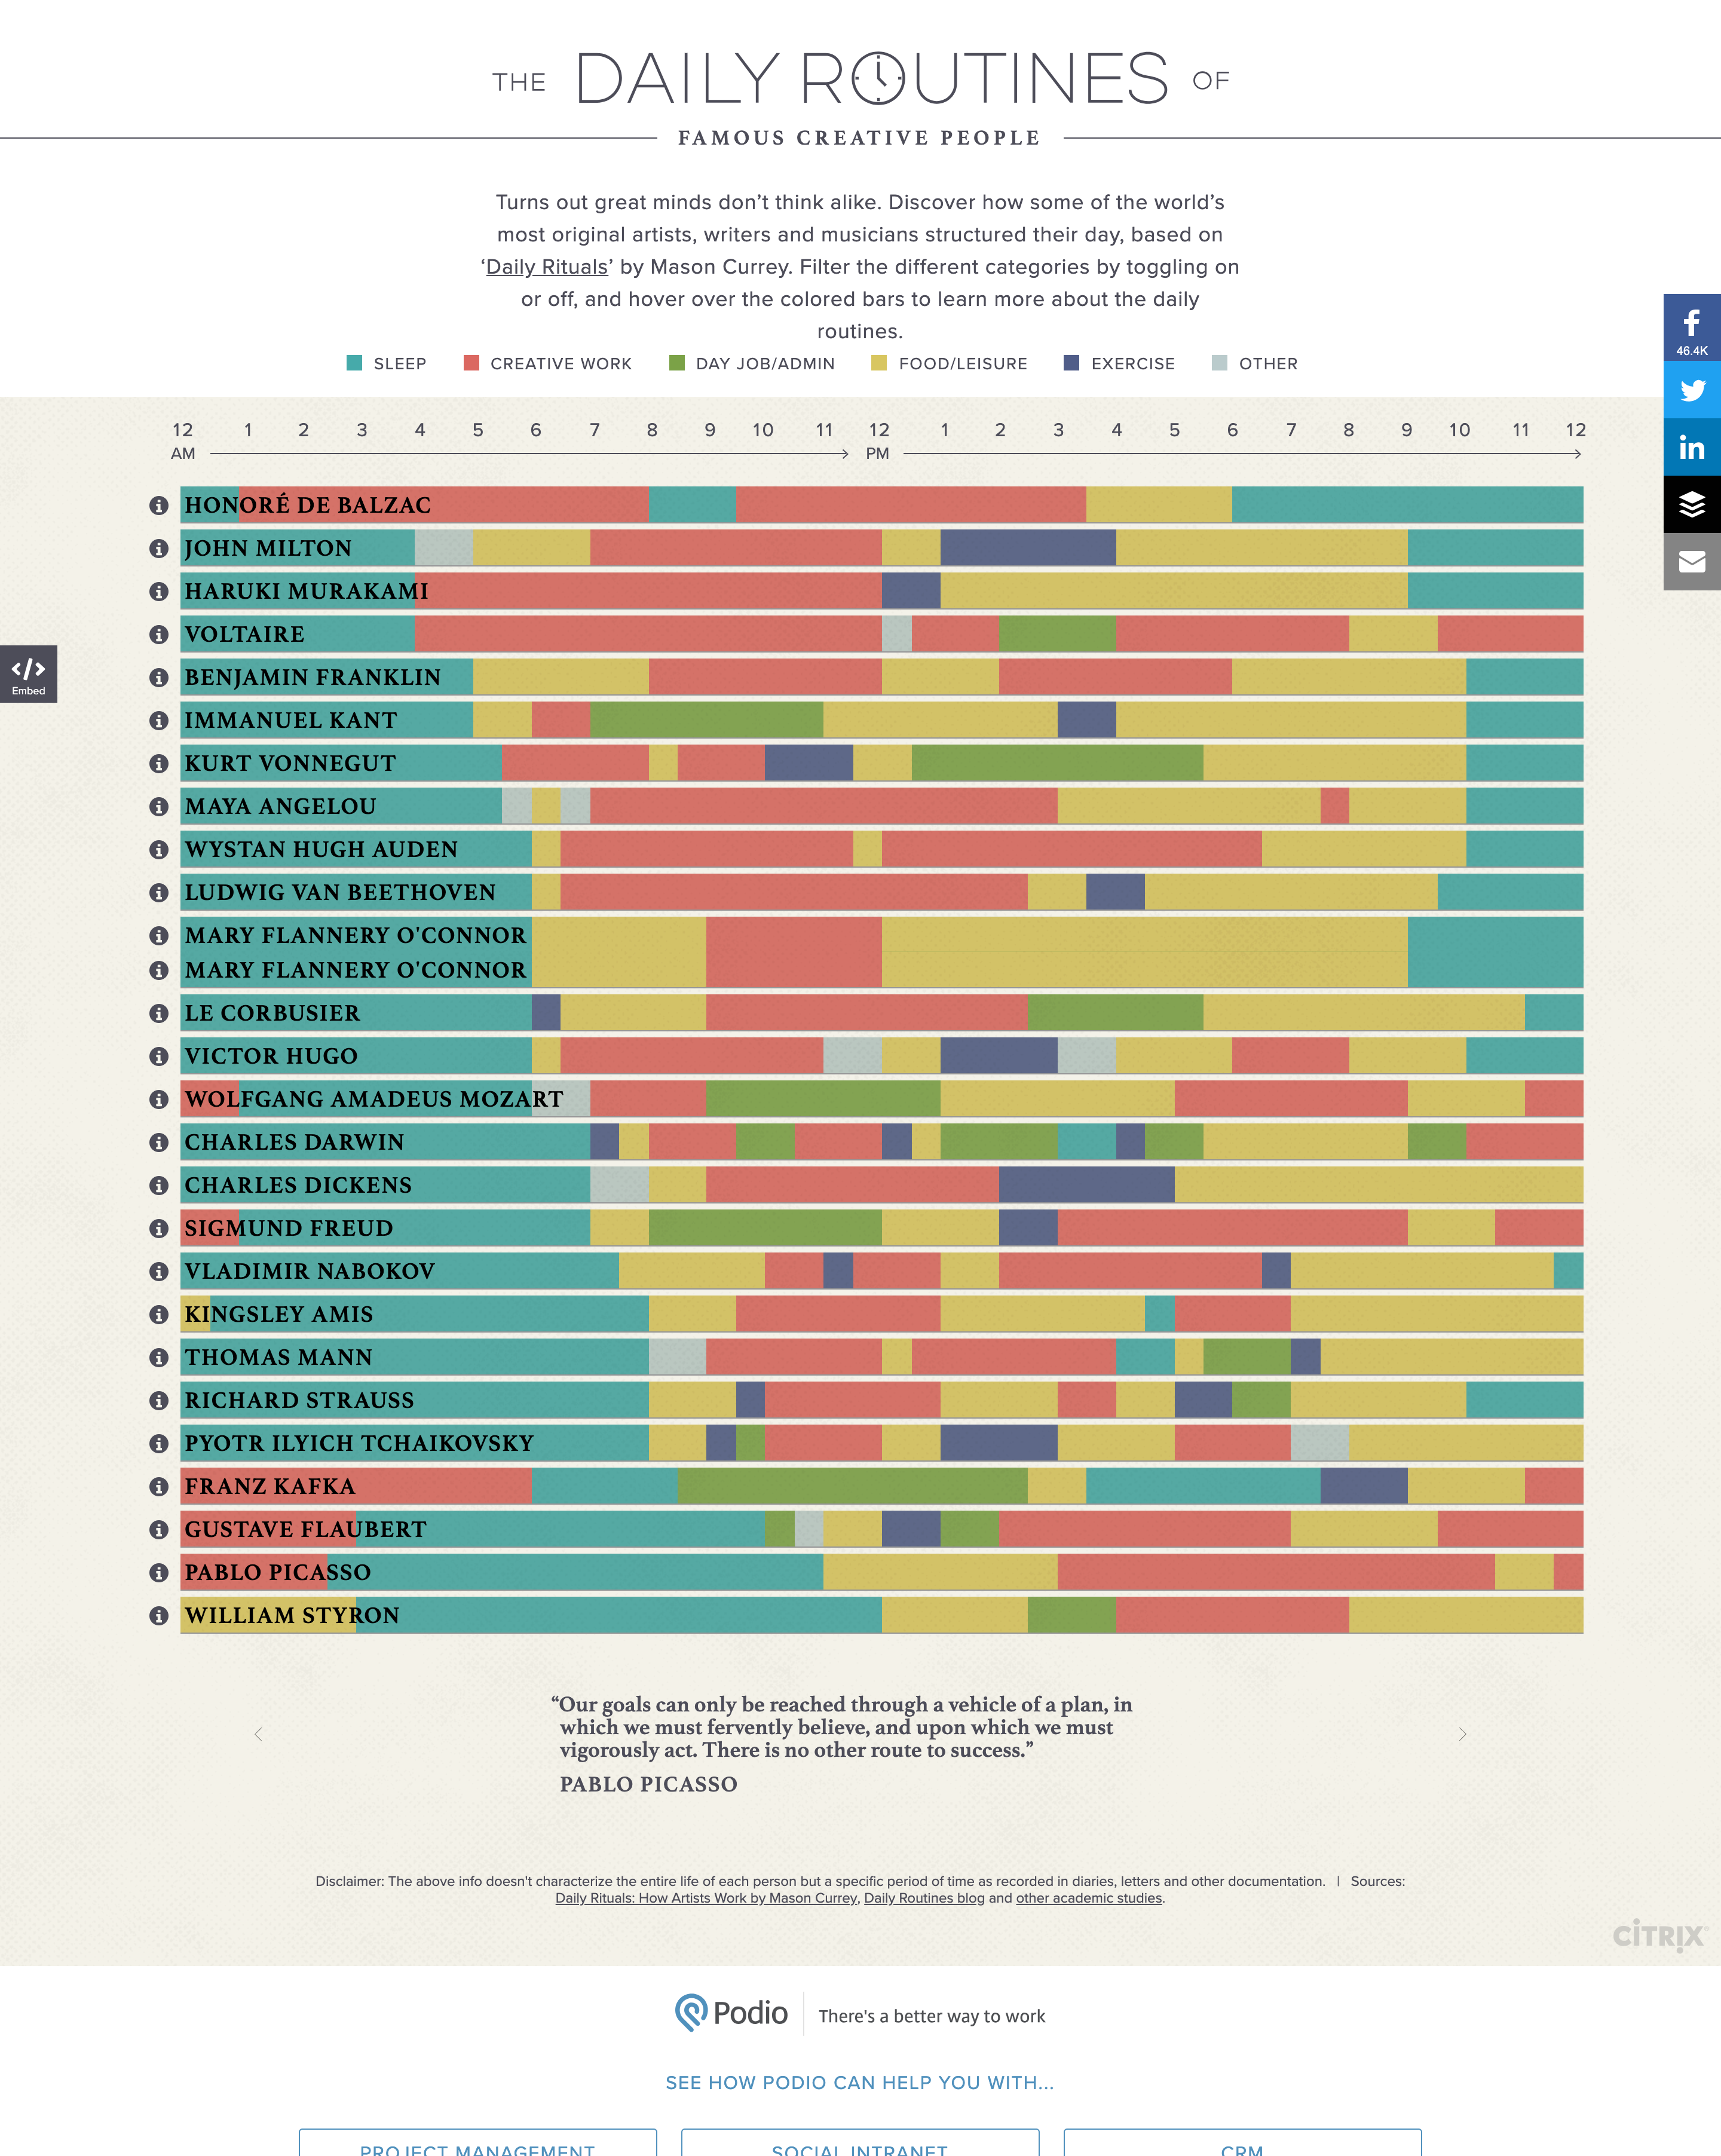 THE DAILY ROUTINES OF
FAMOUS CREATIVE PEOPLE
Turns out great minds don’t think alike. Discover how some of the world’s
most original artists, writers and musicians structured their day, based on
‘Daily Rituals’ by Mason Currey. Filter the different categories by toggling on
or off, and hover over the colored bars to learn more about the daily
routines.
SLEEP CREATIVE WORK DAY JOB/ADMIN FOOD/LEISURE EXERCISE OTHER
46.4K
12 1 2 3 4 5 6 7 8 9 10 11 12 1 2 3 4 5 6 7 8 9 10 11 12
AM PM
HONORÉ DE BALZAC
JOHN MILTON
HARUKI MURAKAMI
VOLTAIRE
Embed
BENJAMIN FRANKLIN
IMMANUEL KANT
KURT VONNEGUT
MAYA ANGELOU
WYSTAN HUGH AUDEN
LUDWIG VAN BEETHOVEN
MARY FLANNERY O'CONNOR
MARY FLANNERY O'CONNOR
LE CORBUSIER
VICTOR HUGO
WOLFGANG AMADEUS MOZART
CHARLES DARWIN
CHARLES DICKENS
SIGMUND FREUD
VLADIMIR NABOKOV
KINGSLEY AMIS
THOMAS MANN
RICHARD STRAUSS
PYOTR ILYICH TCHAIKOVSKY
FRANZ KAFKA
GUSTAVE FLAUBERT
PABLO PICASSO
WILLIAM STYRON
“Our goals can only be reached through a vehicle of a plan, in
which we must fervently believe, and upon which we must
vigorously act. There is no other route to success.”
PABLO PICASSO
Disclaimer: The above info doesn't characterize the entire life of each person but a specific period of time as recorded in diaries, letters and other documentation. | Sources:
Daily Rituals: How Artists Work by Mason Currey, Daily Routines blog and other academic studies.
CITRIX
Podio There's a better way to work
SEE HOW PODIO CAN HELP YOU WITH...
PROJECT MANAGEMENT SOCIAL INTRANET CRM